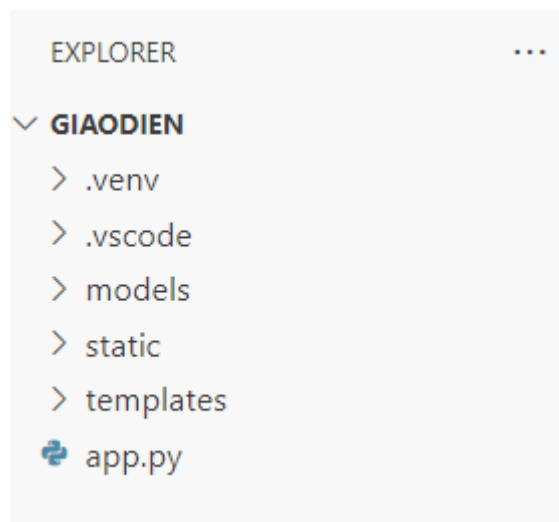 EXPLORER ...
GIAODIEN
.venv
.vscode
models
static
templates
app.py